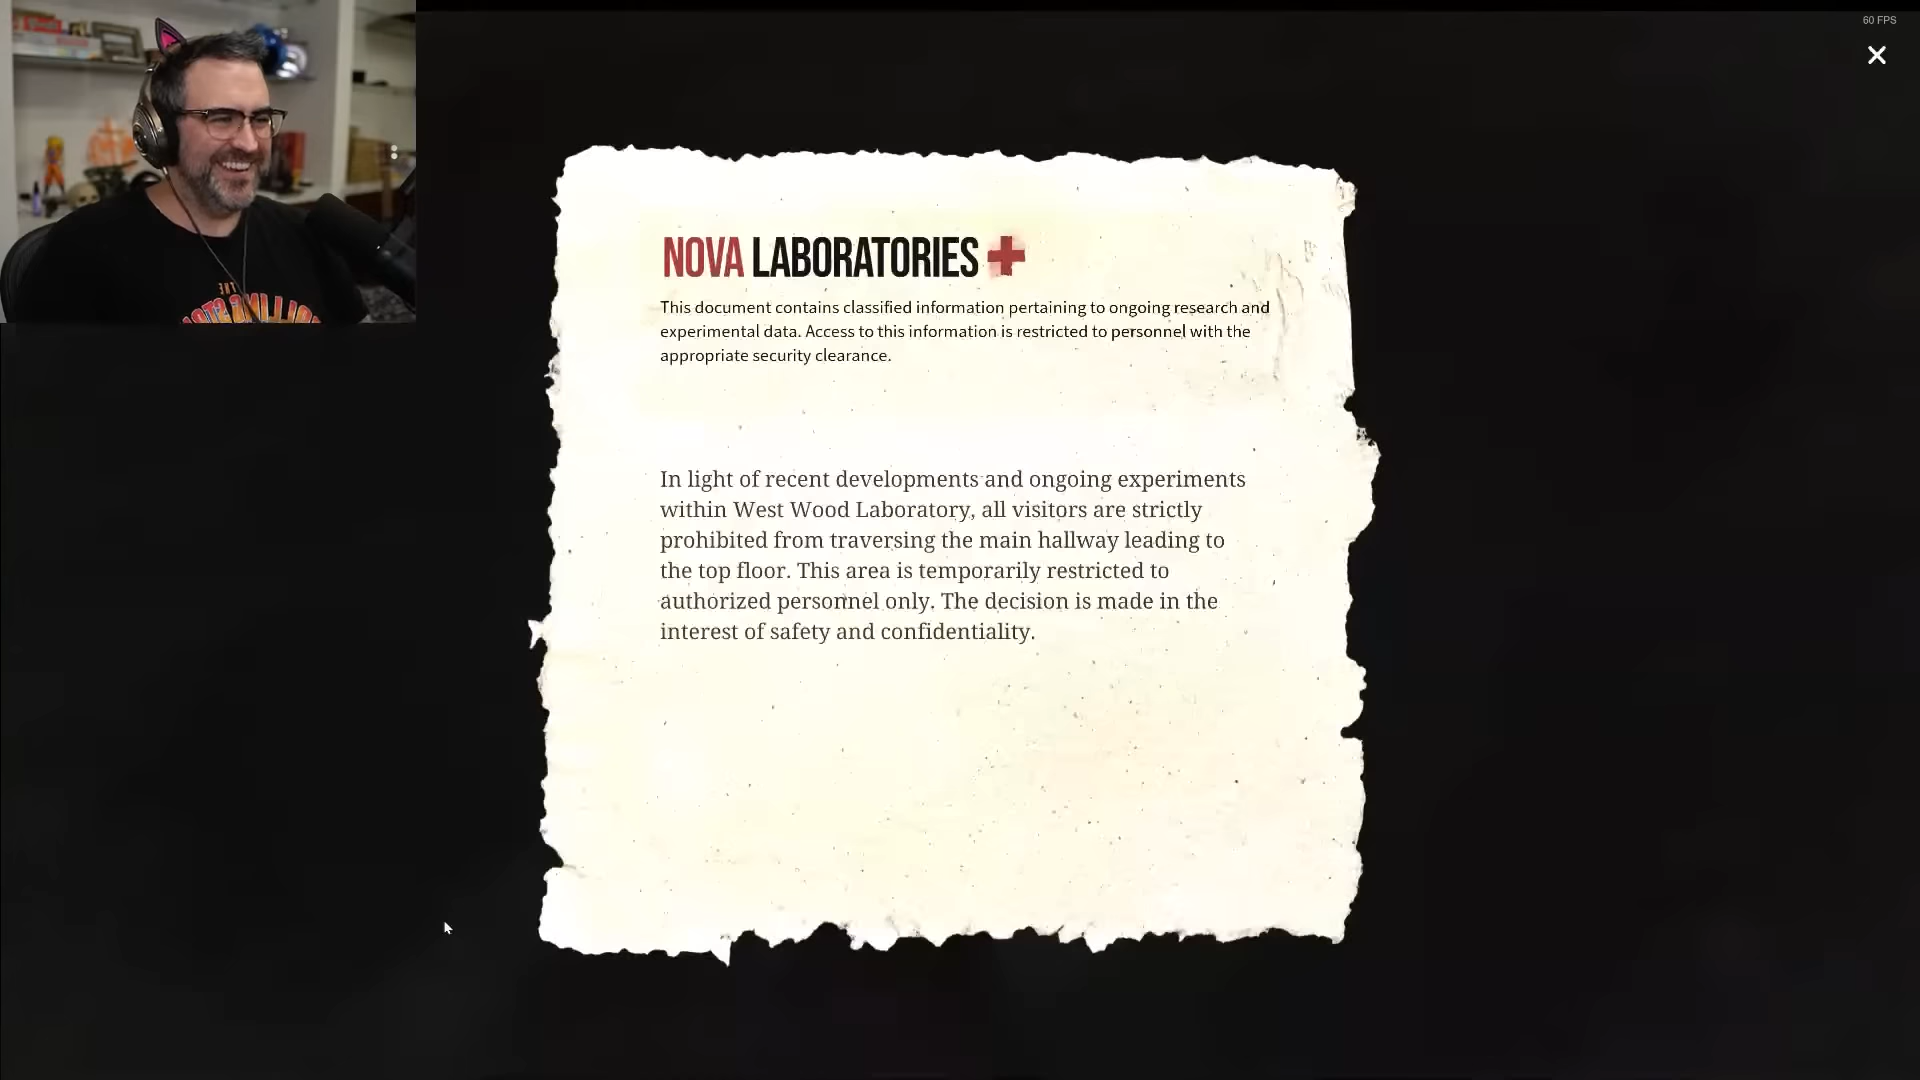 60 FPS
NOVA LABORATORIES
This document contains classified information pertaining to ongoing research and
experimental data. Access to this information is restricted to personnel with the
appropriate security clearance.
In light of recent developments and ongoing experiments
within West Wood Laboratory, all visitors are strictly
prohibited from traversing the main hallway leading to
the top floor. This area is temporarily restricted to
authorized personnel only. The decision is made in the
interest of safety and confidentiality.
THE